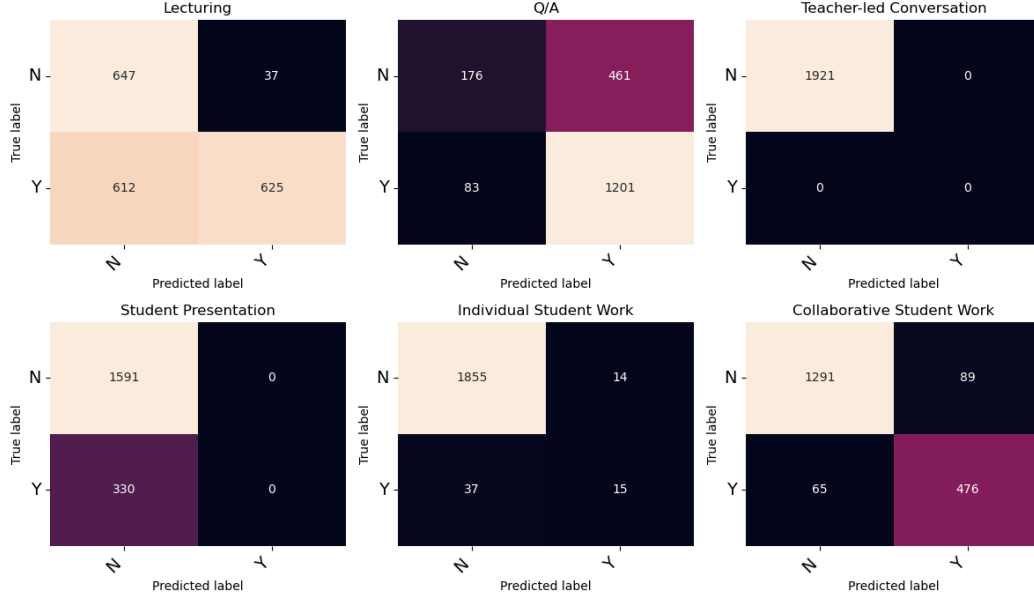 Lecturing
N
647
37
Y
612
625
True label
N
Y
Predicted label
Q/A
N
176
461
Y
83
1201
True label
N
Y
Predicted label
Teacher-led Conversation
N
1921
0
Y
0
0
True label
N
Y
Predicted label
Student Presentation
N
1591
0
Y
330
0
True label
N
Y
Predicted label
Individual Student Work
N
1855
14
Y
37
15
True label
N
Y
Predicted label
Collaborative Student Work
N
1291
89
Y
65
476
True label
N
Y
Predicted label